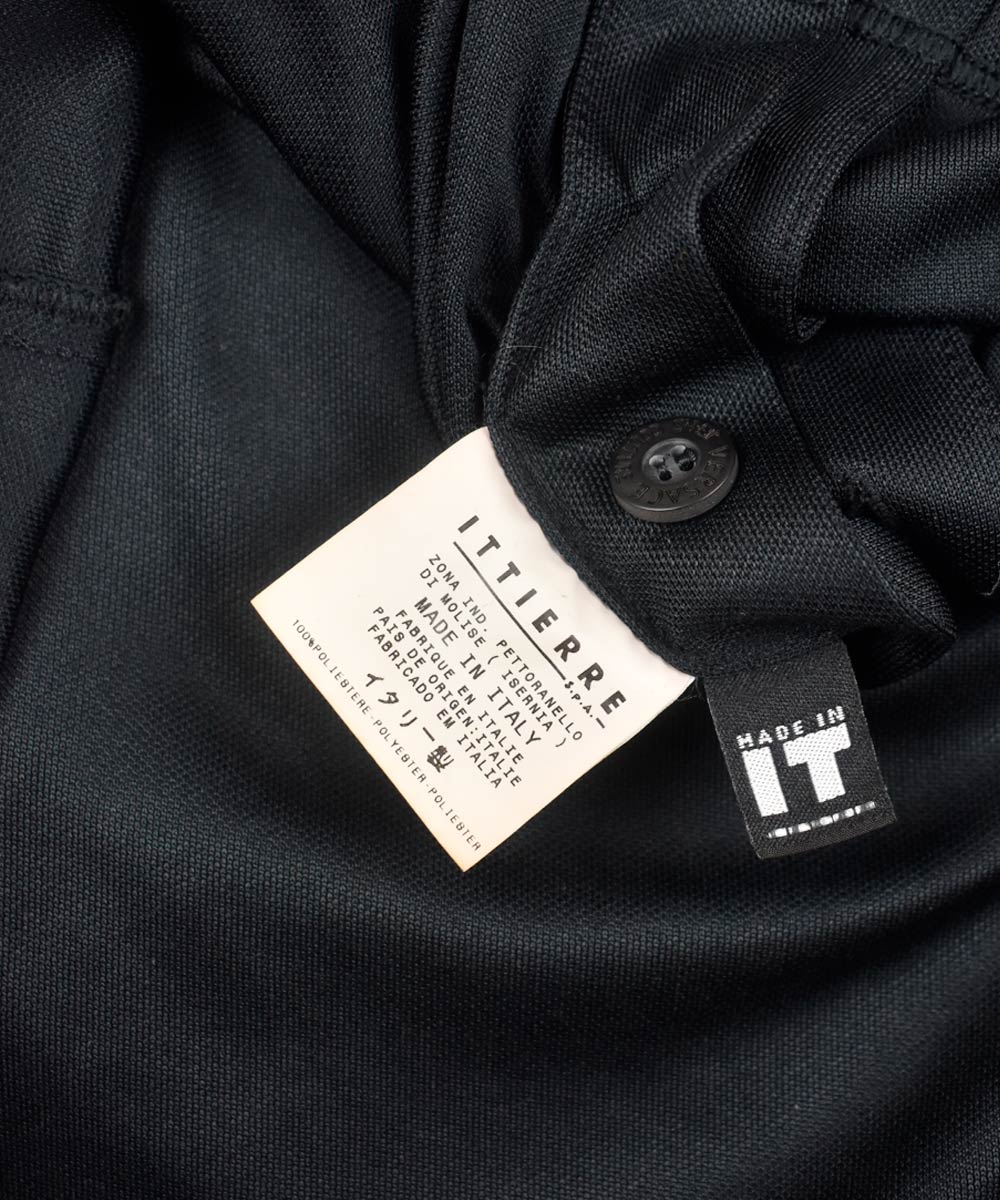 ITTIERRE
S.P.A.
ZONA IND. PETTORANELLO
DI MOLISE ( ISERNIA )
MADE IN ITALY
FABRIQUE EN ITALIE
PAIS DE ORIGEN:ITALIE
FABRICADO EM ITALIA
イタリー製
100%POLIESTERE-POLYESTER-POLIESTER
VERSACE
MADE IN
IT